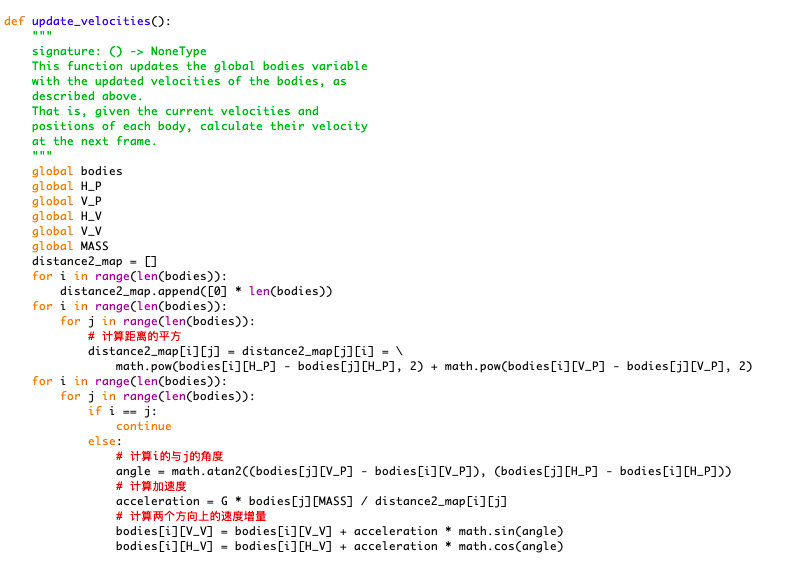 def update_velocities():
    """
    signature: () -> NoneType
    This function updates the global bodies variable
    with the updated velocities of the bodies, as
    described above.
    That is, given the current velocities and
    positions of each body, calculate their velocity
    at the next frame.
    """
    global bodies
    global H_P
    global V_P
    global H_V
    global V_V
    global MASS
    distance2_map = []
    for i in range(len(bodies)):
        distance2_map.append([0] * len(bodies))
    for i in range(len(bodies)):
        for j in range(len(bodies)):
            # 计算距离的平方
            distance2_map[i][j] = distance2_map[j][i] = \
                math.pow(bodies[i][H_P] - bodies[j][H_P], 2) + math.pow(bodies[i][V_P] - bodies[j][V_P], 2)
    for i in range(len(bodies)):
        for j in range(len(bodies)):
            if i == j:
                continue
            else:
                # 计算i的与j的角度
                angle = math.atan2((bodies[j][V_P] - bodies[i][V_P]), (bodies[j][H_P] - bodies[i][H_P]))
                # 计算加速度
                acceleration = G * bodies[j][MASS] / distance2_map[i][j]
                # 计算两个方向上的速度增量
                bodies[i][V_V] = bodies[i][V_V] + acceleration * math.sin(angle)
                bodies[i][H_V] = bodies[i][H_V] + acceleration * math.cos(angle)